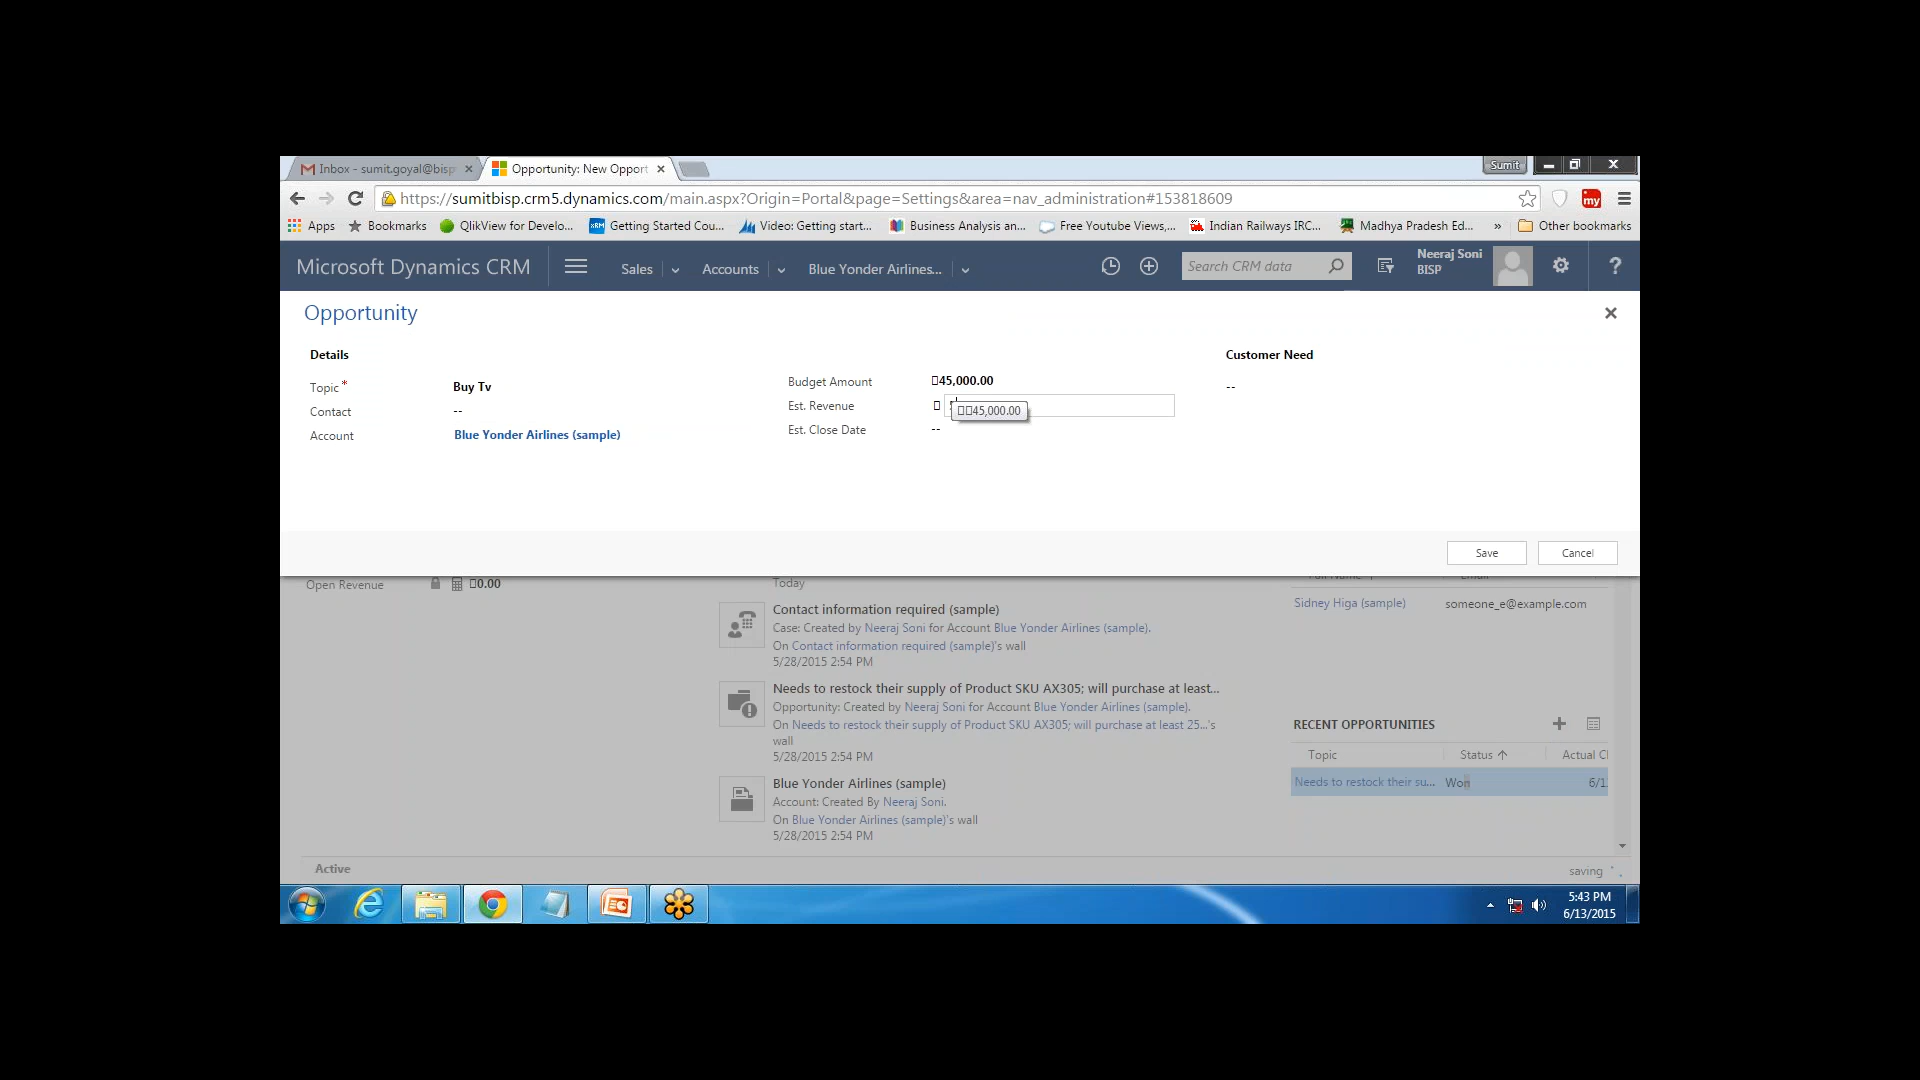 Inbox - sumit.goyal@bisp
Opportunity: New Opport
Sumit
https://sumitbisp.crm5.dynamics.com/main.aspx?Origin=Portal&page=Settings&area=nav_administration#153818609
my
Apps
Bookmarks
QlikView for Develo...
XRM
Getting Started Cou...
Video: Getting start...
Business Analysis an...
Free Youtube Views,...
Indian Railways IRC...
Madhya Pradesh Ed...
»
Other bookmarks
Microsoft Dynamics CRM
Sales
Accounts
Blue Yonder Airlines...
Search CRM data
Neeraj Soni
BISP
?
Opportunity
Details
Topic *
Buy Tv
Contact
--
Account
Blue Yonder Airlines (sample)
Budget Amount
45,000.00
Est. Revenue
45,000.00
Est. Close Date
--
Customer Need
--
Save
Cancel
Open Revenue
0.00
Today
Contact information required (sample)
Case: Created by Neeraj Soni for Account Blue Yonder Airlines (sample).
On Contact information required (sample)'s wall
5/28/2015 2:54 PM
Needs to restock their supply of Product SKU AX305; will purchase at least...
Opportunity: Created by Neeraj Soni for Account Blue Yonder Airlines (sample).
On Needs to restock their supply of Product SKU AX305; will purchase at least 25...'s
wall
5/28/2015 2:54 PM
Blue Yonder Airlines (sample)
Account: Created By Neeraj Soni.
On Blue Yonder Airlines (sample)'s wall
5/28/2015 2:54 PM
Sidney Higa (sample)
someone_e@example.com
RECENT OPPORTUNITIES
Topic
Status
Actual Cl
Needs to restock their su...
Won
6/1
Active
saving
5:43 PM
6/13/2015